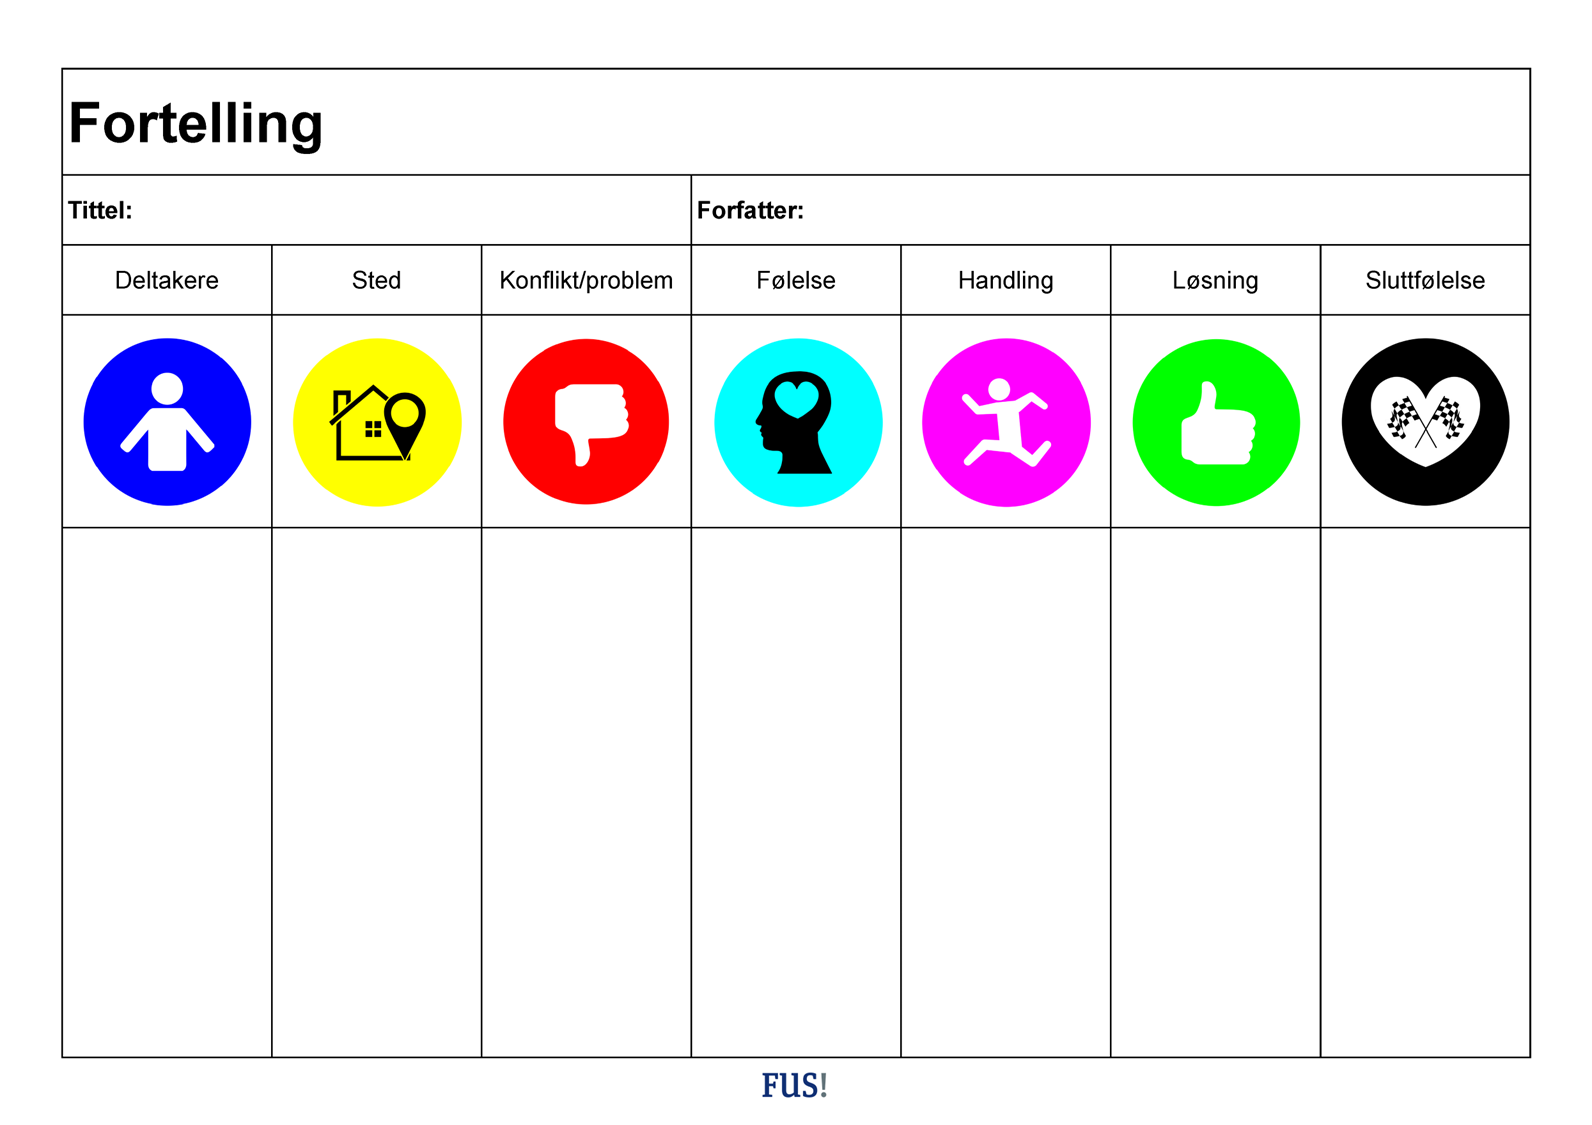 Fortelling
Tittel:
Forfatter:
Deltakere
Sted
Konflikt/problem
Følelse
Handling
Løsning
Sluttfølelse
FUS!